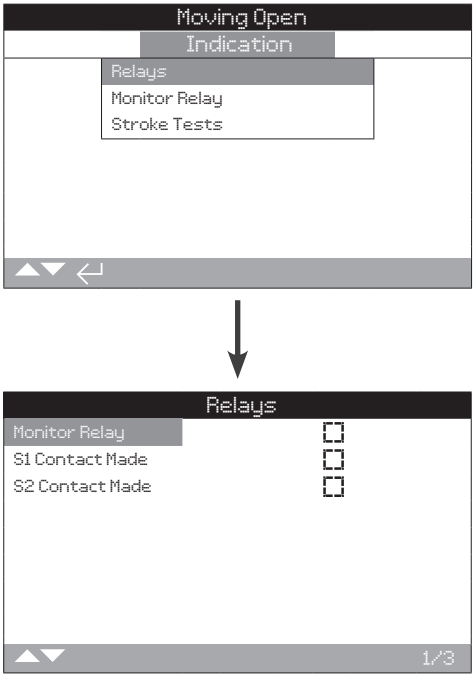 Moving Open
Indication
Relays
Monitor Relay
Stroke Tests
Relays
Monitor Relay
S1 Contact Made
S2 Contact Made
1/3